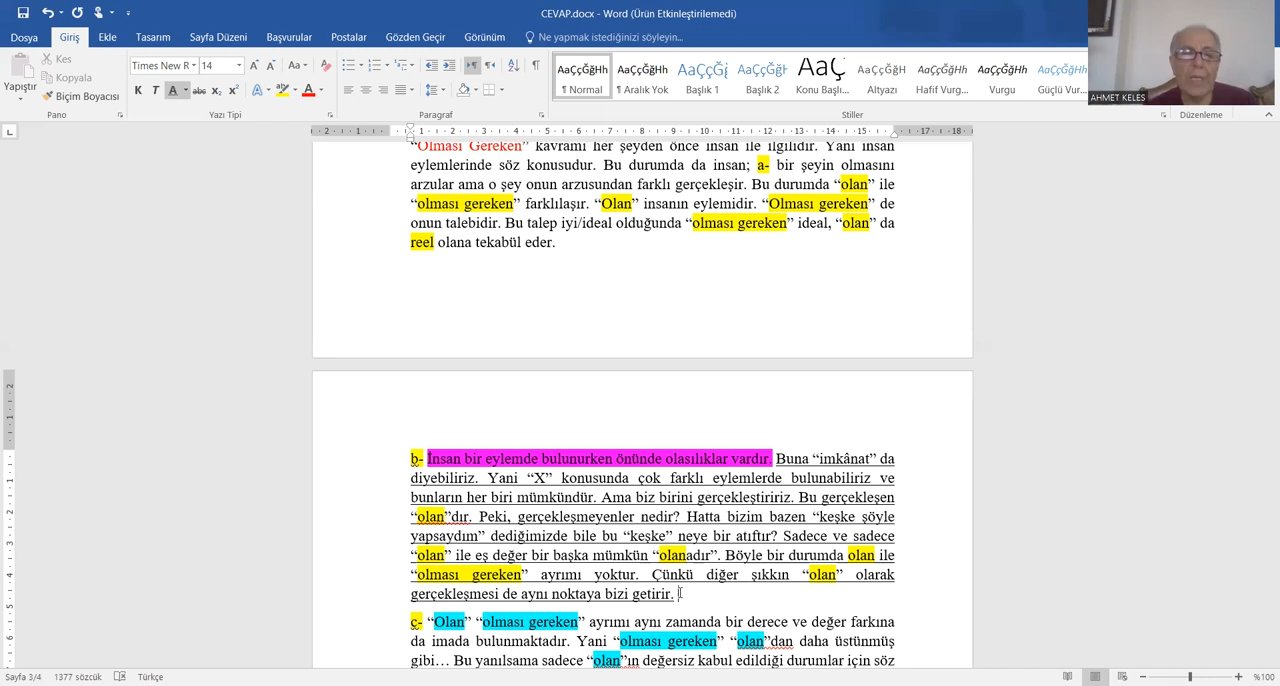 CEVAP.docx - Word (Ürün Etkinleştirilemedi)
Dosya Giriş Ekle Tasarım Sayfa Düzeni Başvurular Postalar Gözden Geçir Görünüm Ne yapmak istediğinizi söyleyin...
Yapıştır
Kes
Kopyala
Biçim Boyacısı
Times New R 14
AaÇçĞğHh AaÇçĞğHh AaÇçĞğ AaÇçĞğH AaÇçĞğHh AaÇçĞğHh AaÇçĞğHh
¶ Normal ¶ Aralık Yok Başlık 1 Başlık 2 Konu Başlı... Altyazı Hafif Vurg... Vurgu Güçlü Vur...
Pano Yazı Tipi Paragraf Stiller Düzenleme
AHMET KELEŞ
“Olması Gereken” kavramı her şeyden önce insan ile ilgilidir. Yani insan
eylemlerinde söz konusudur. Bu durumda da insan; a- bir şeyin olmasını
arzular ama o şey onun arzusundan farklı gerçekleşir. Bu durumda “olan” ile
“olması gereken” farklılaşır. “Olan” insanın eylemidir. “Olması gereken” de
onun talebidir. Bu talep iyi/ideal olduğunda “olması gereken” ideal, “olan” da
reel olana tekabül eder.
b- İnsan bir eylemde bulunurken önünde olasılıklar vardır. Buna “imkânat” da
diyebiliriz. Yani “X” konusunda çok farklı eylemlerde bulunabiliriz ve
bunların her biri mümkündür. Ama biz birini gerçekleştiririz. Bu gerçekleşen
“olan”dır. Peki, gerçekleşmeyenler nedir? Hatta bizim bazen “keşke şöyle
yapsaydım” dediğimizde bile bu “keşke” neye bir atıftır? Sadece ve sadece
“olan” ile eş değer bir başka mümkün “olanadır”. Böyle bir durumda olan ile
“olması gereken” ayrımı yoktur. Çünkü diğer şıkkın “olan” olarak
gerçekleşmesi de aynı noktaya bizi getirir.
c- “Olan” “olması gereken” ayrımı aynı zamanda bir derece ve değer farkına
da imada bulunmaktadır. Yani “olması gereken” “olan”dan daha üstünmüş
gibi… Bu yanılsama sadece “olan”ın değersiz kabul edildiği durumlar için söz
Sayfa 3/4 1377 sözcük Türkçe %100